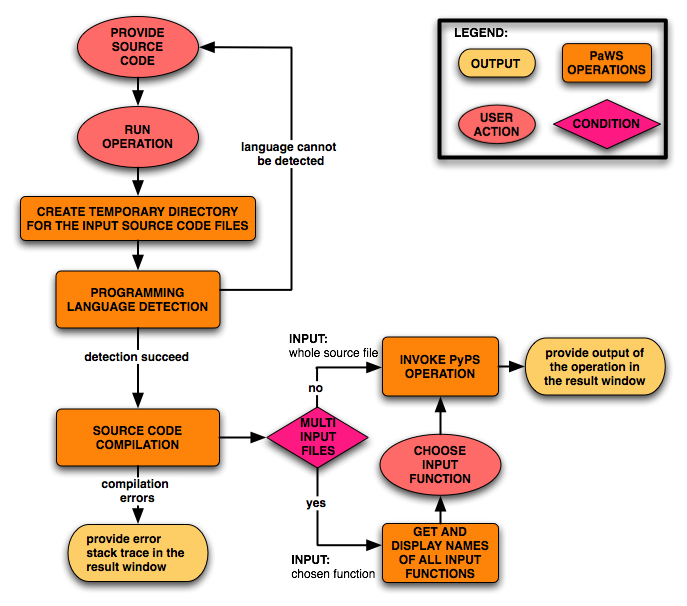 PROVIDE
SOURCE
CODE
RUN
OPERATION
CREATE TEMPORARY DIRECTORY
FOR THE INPUT SOURCE CODE FILES
PROGRAMMING
LANGUAGE DETECTION
language cannot
be detected
detection succeed
SOURCE CODE
COMPILATION
compilation
errors
provide error
stack trace in the
result window
MULTI
INPUT
FILES
INPUT:
whole source file
no
yes
INPUT:
chosen function
INVOKE PyPS
OPERATION
CHOOSE
INPUT
FUNCTION
GET AND
DISPLAY NAMES
OF ALL INPUT
FUNCTIONS
provide output of
the operation in
the result window
LEGEND:
OUTPUT
PaWS
OPERATIONS
USER
ACTION
CONDITION